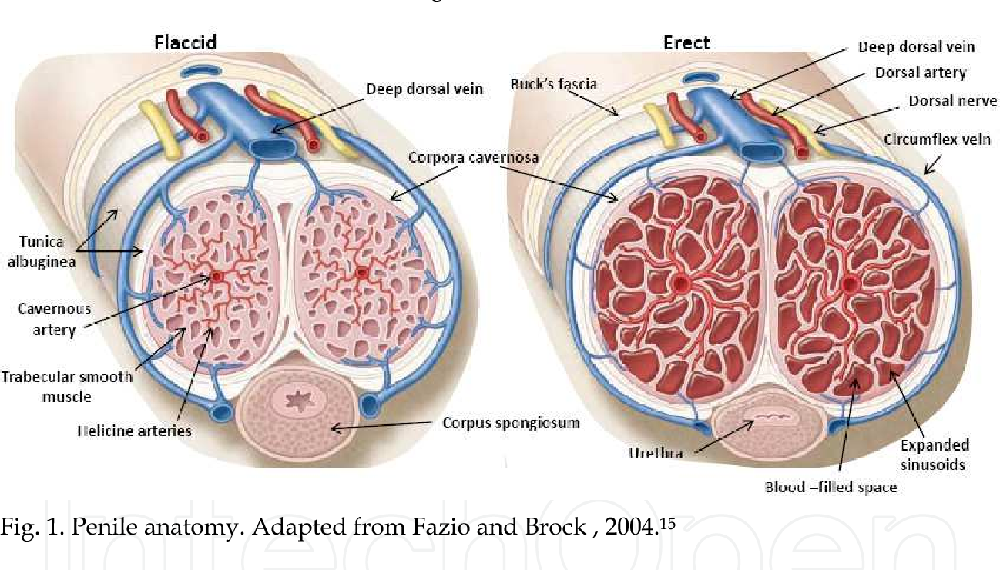 Flaccid
Erect
Deep dorsal vein
Dorsal artery
Dorsal nerve
Circumflex vein
Buck's fascia
Deep dorsal vein
Corpora cavernosa
Tunica
albuginea
Cavernous
artery
Trabecular smooth
muscle
Helicine arteries
Corpus spongiosum
Urethra
Expanded
sinusoids
Blood –filled space
Fig. 1. Penile anatomy. Adapted from Fazio and Brock , 2004.15
IntechOpen